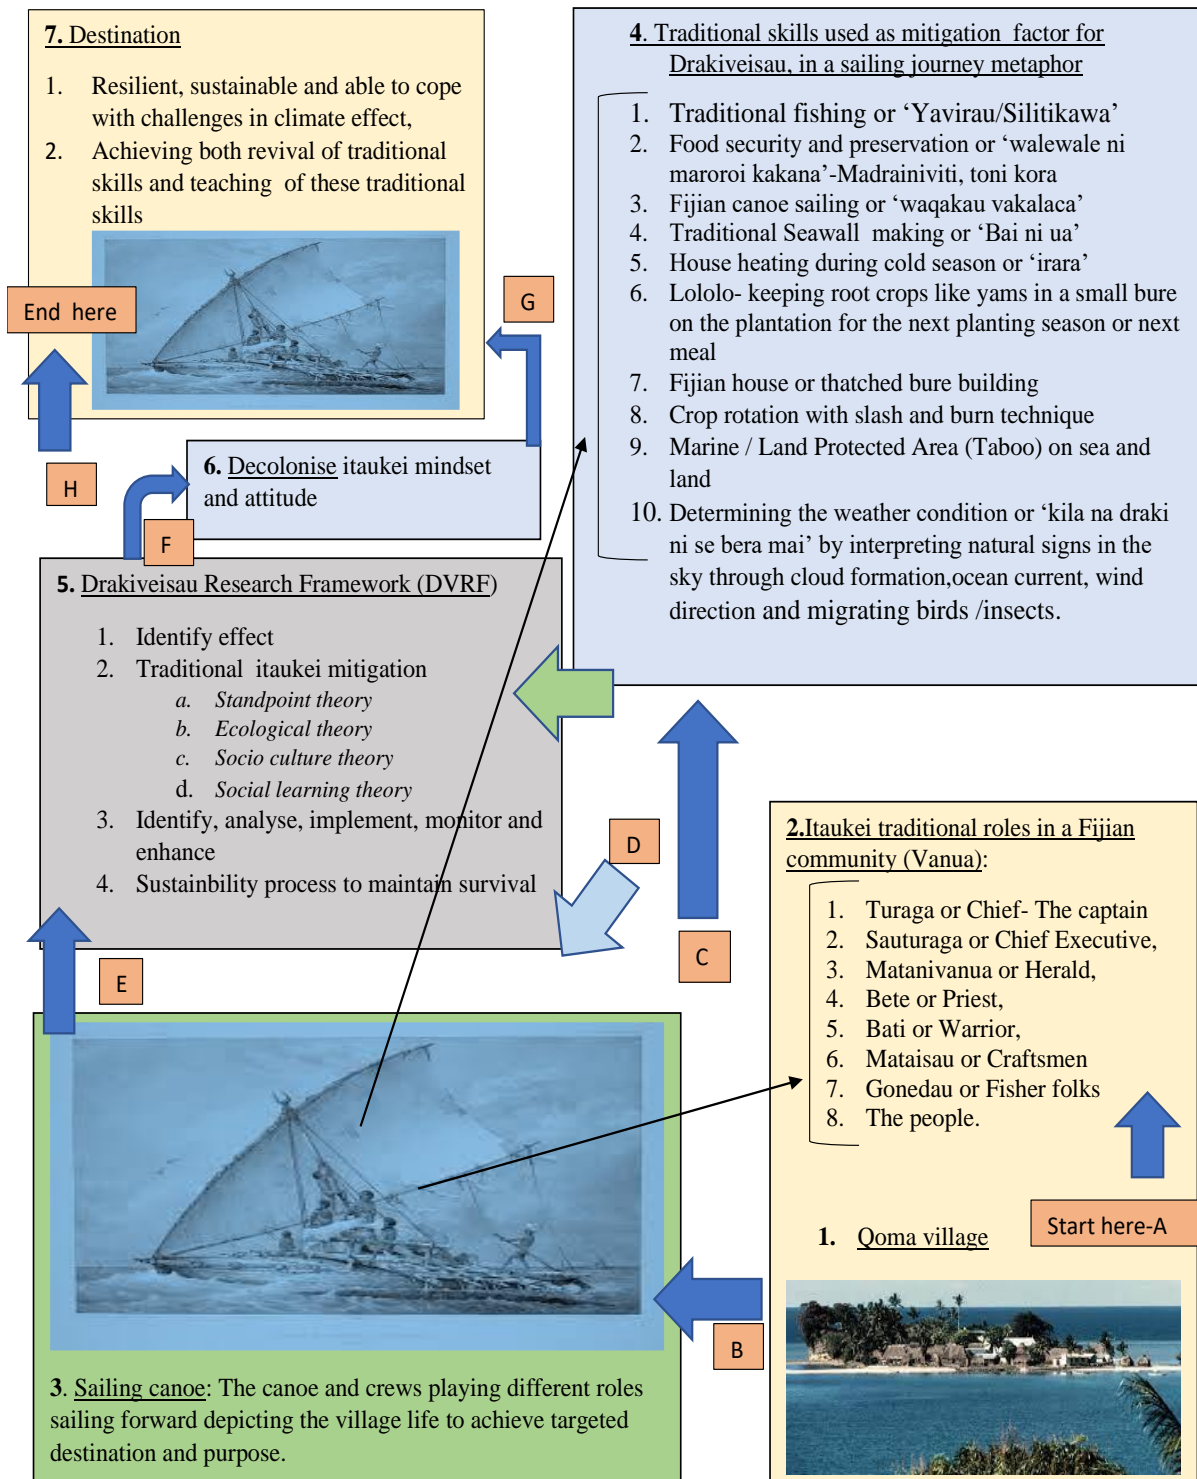 7. Destination
1. Resilient, sustainable and able to cope
with challenges in climate effect,
2. Achieving both revival of traditional
skills and teaching of these traditional
skills
End here
G
H
4. Traditional skills used as mitigation factor for
Drakiveisau, in a sailing journey metaphor
1. Traditional fishing or ‘Yavirau/Silitikawa’
2. Food security and preservation or ‘walewale ni
maroroi kakana’-Madrainiviti, toni kora
3. Fijian canoe sailing or ‘waqakau vakalaca’
4. Traditional Seawall making or ‘Bai ni ua’
5. House heating during cold season or ‘irara’
6. Lololo- keeping root crops like yams in a small bure
on the plantation for the next planting season or next
meal
7. Fijian house or thatched bure building
8. Crop rotation with slash and burn technique
9. Marine / Land Protected Area (Taboo) on sea and
land
10. Determining the weather condition or ‘kila na draki
ni se bera mai’ by interpreting natural signs in the
sky through cloud formation,ocean current, wind
direction and migrating birds /insects.
6. Decolonise itaukei mindset
and attitude
F
5. Drakiveisau Research Framework (DVRF)
1. Identify effect
2. Traditional itaukei mitigation
a. Standpoint theory
b. Ecological theory
c. Socio culture theory
d. Social learning theory
3. Identify, analyse, implement, monitor and
enhance
4. Sustainbility process to maintain survival
D
C
E
2.Itaukei traditional roles in a Fijian
community (Vanua):
1. Turaga or Chief- The captain
2. Sauturaga or Chief Executive,
3. Matanivanua or Herald,
4. Bete or Priest,
5. Bati or Warrior,
6. Mataisau or Craftsmen
7. Gonedau or Fisher folks
8. The people.
Start here-A
1. Qoma village
B
3. Sailing canoe: The canoe and crews playing different roles
sailing forward depicting the village life to achieve targeted
destination and purpose.